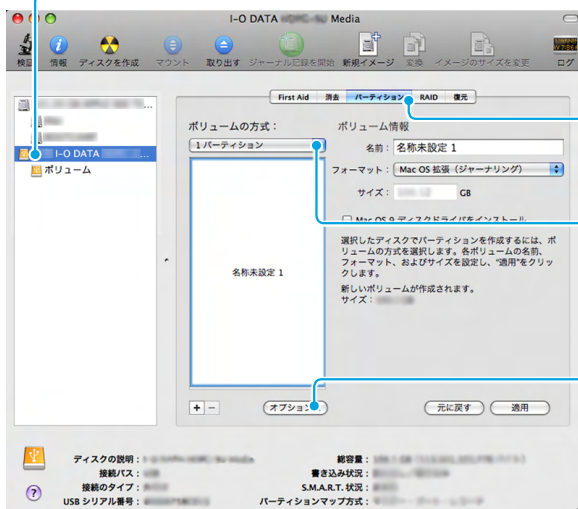 I-O DATA Media
検証 情報 ディスクを作成 マウント 取り出す ジャーナル記録を開始 新規イメージ 変換 イメージのサイズを変更 ログ
First Aid 消去 パーティション RAID 復元
I-O DATA ...
ボリューム
ボリュームの方式：
1 パーティション
名称未設定 1
+ −
オプション
ボリューム情報
名前： 名称未設定 1
フォーマット： Mac OS 拡張（ジャーナリング）
サイズ： GB
Mac OS 9 ディスクドライバをインストール
選択したディスクでパーティションを作成するには、ボ
リュームの方式を選択します。各ボリュームの名前、
フォーマット、およびサイズを設定し、"適用"をクリッ
クします。
新しいボリュームが作成されます。
サイズ：
元に戻す 適用
ディスクの説明：
接続バス：
接続のタイプ：
USB シリアル番号：
総容量：
書き込み状況：
S.M.A.R.T. 状況：
パーティションマップ方式：
?